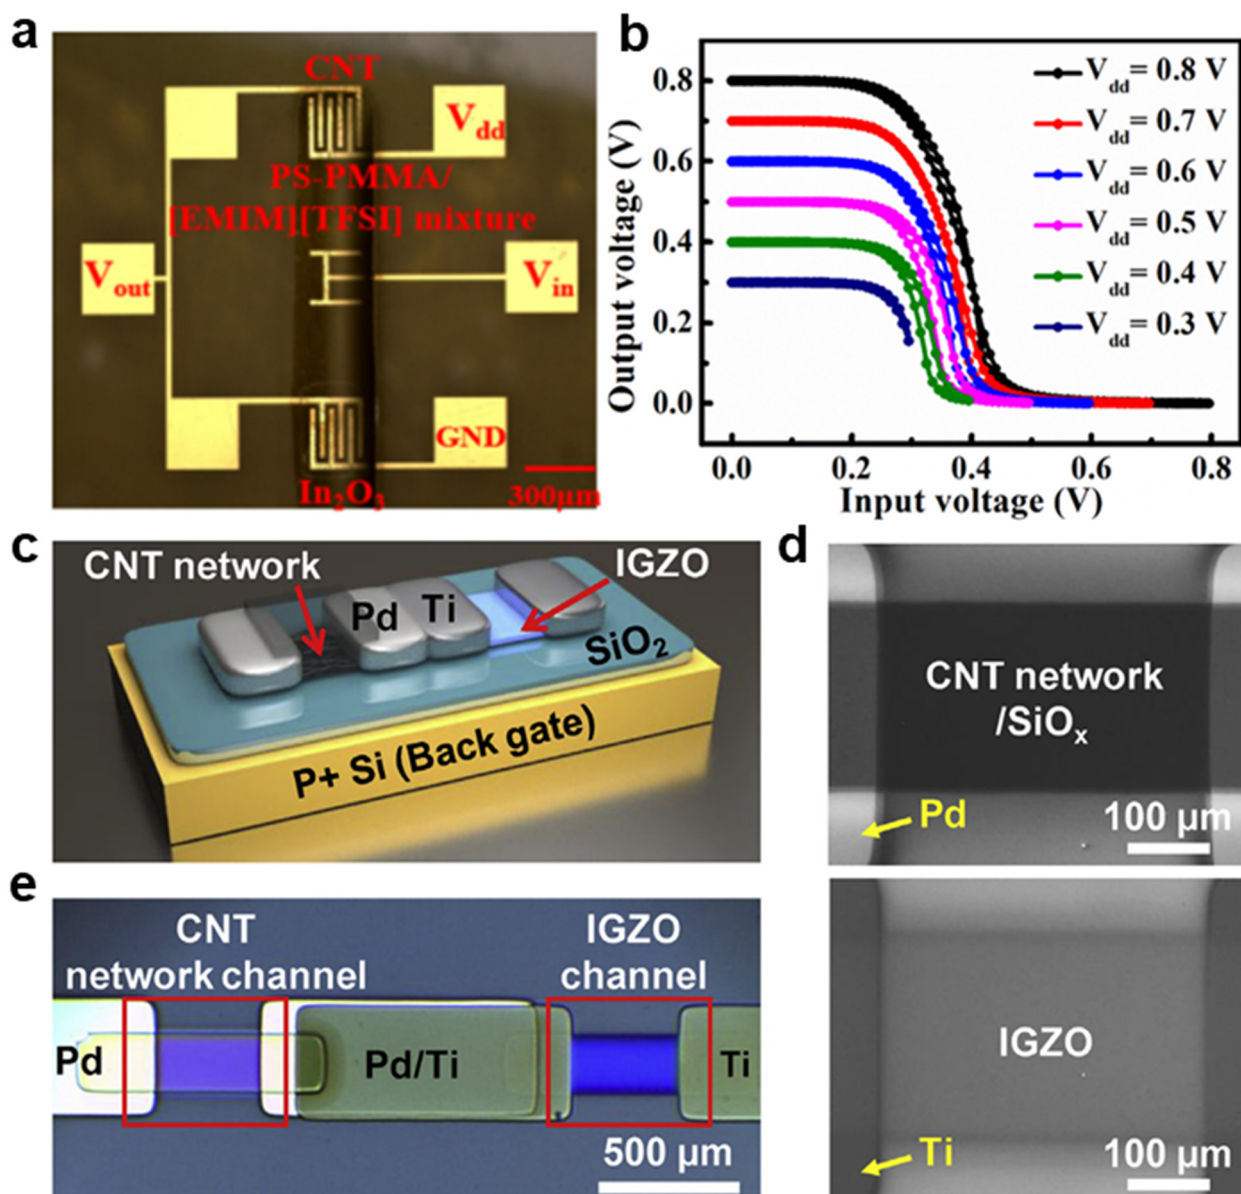 a
CNT
V_dd
PS-PMMA/
[EMIM][TFSI] mixture
V_out
V_in
GND
In₂O₃
300μm
b
Output voltage (V)
0.8
0.6
0.4
0.2
0.0
0.0 0.2 0.4 0.6 0.8
Input voltage (V)
V_dd= 0.8 V
V_dd= 0.7 V
V_dd= 0.6 V
V_dd= 0.5 V
V_dd= 0.4 V
V_dd= 0.3 V
c
CNT network
IGZO
Pd
Ti
SiO₂
P+ Si (Back gate)
d
CNT network
/SiOₓ
Pd
100 μm
IGZO
Ti
100 μm
e
CNT
network channel
IGZO
channel
Pd
Pd/Ti
Ti
500 μm